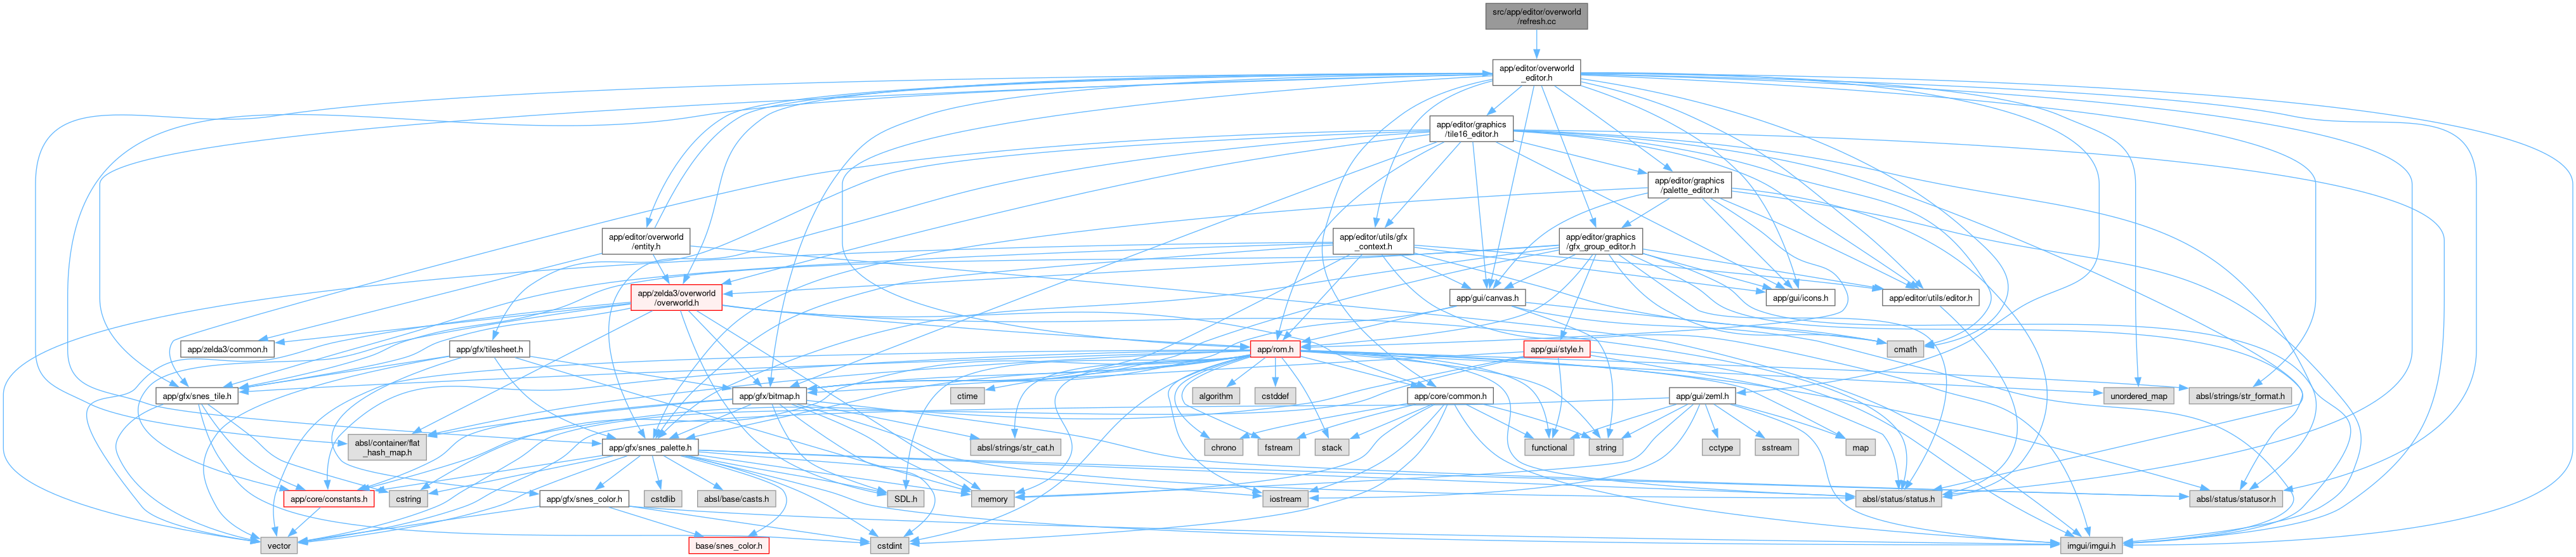 src/app/editor/overworld
/refresh.cc
app/editor/overworld
_editor.h
app/editor/graphics
/tile16_editor.h
app/editor/graphics
/palette_editor.h
app/editor/overworld
/entity.h
app/editor/utils/gfx
_context.h
app/editor/graphics
/gfx_group_editor.h
app/zelda3/overworld
/overworld.h
app/gui/canvas.h
app/gui/icons.h
app/editor/utils/editor.h
app/zelda3/common.h
app/gfx/tilesheet.h
app/rom.h
app/gui/style.h
cmath
app/gfx/snes_tile.h
app/gfx/bitmap.h
ctime
algorithm
cstddef
app/core/common.h
app/gui/zeml.h
unordered_map
absl/strings/str_format.h
absl/container/flat
_hash_map.h
app/gfx/snes_palette.h
absl/strings/str_cat.h
chrono
fstream
stack
functional
string
cctype
sstream
map
app/core/constants.h
cstring
app/gfx/snes_color.h
cstdlib
absl/base/casts.h
SDL.h
memory
iostream
absl/status/status.h
absl/status/statusor.h
vector
base/snes_color.h
cstdint
imgui/imgui.h